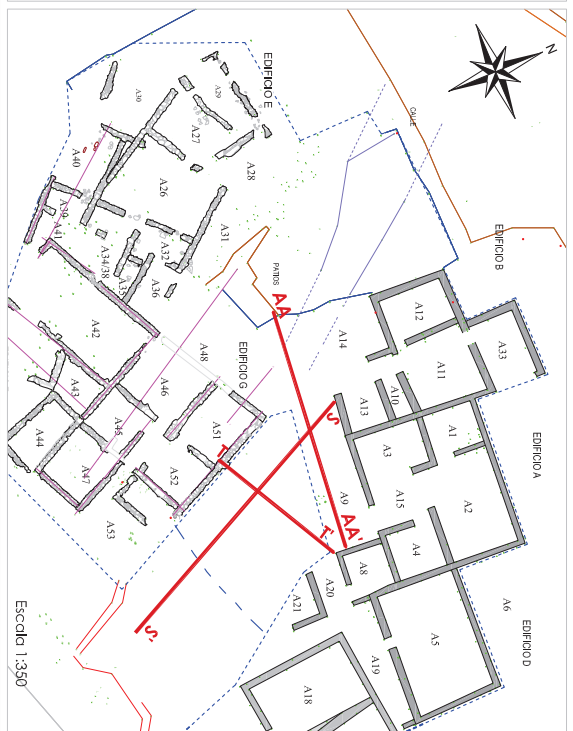 N
EDIFICIO E
A30
A29
CALLE
A27
A40
A28
EDIFICIO B
A26
A39
A41
A31
A32
A34/38
A35
A36
PATIOS
AA
A12
A33
A14
A42
A48
EDIFICIO G
A11
A10
A43
A46
A13
S
A1
EDIFICIO A
A45
A51
A3
A44
T
A47
A52
A9
A15
A2
AA'
T'
A53
A4
A8
A20
A21
A6
EDIFICIO D
A5
S'
Escala 1:350
A19
A18